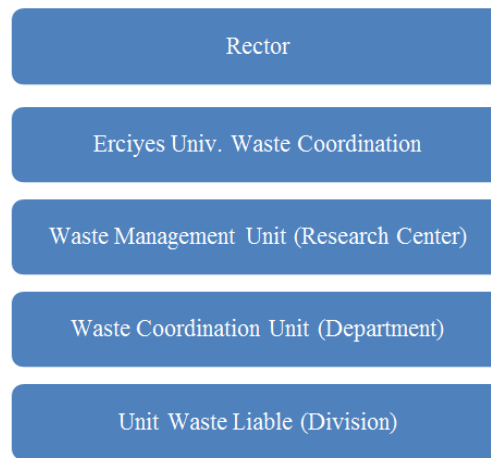 Rector
Erciyes Univ. Waste Coordination
Waste Management Unit (Research Center)
Waste Coordination Unit (Department)
Unit Waste Liable (Division)